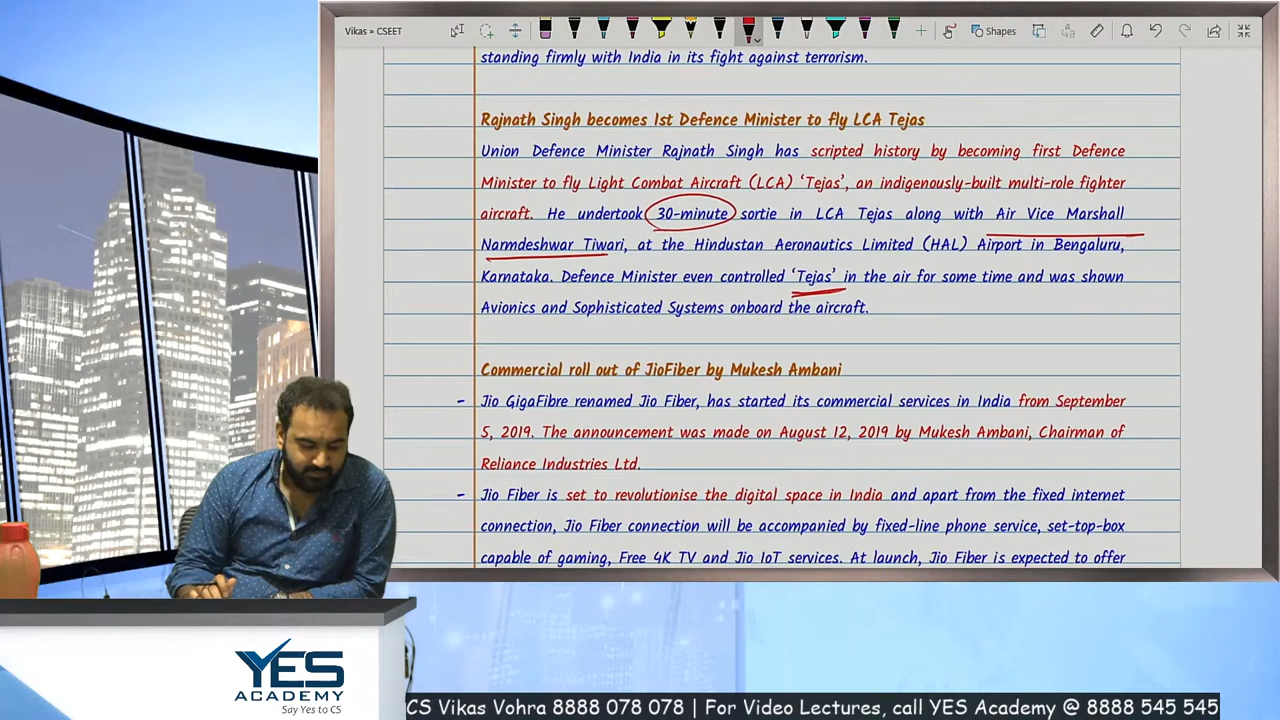 Vikas » CSEET
Shapes
standing firmly with India in its fight against terrorism.
Rajnath Singh becomes 1st Defence Minister to fly LCA Tejas
Union Defence Minister Rajnath Singh has scripted history by becoming first Defence
Minister to fly Light Combat Aircraft (LCA) ‘Tejas’, an indigenously-built multi-role fighter
aircraft. He undertook 30-minute sortie in LCA Tejas along with Air Vice Marshall
Narmdeshwar Tiwari, at the Hindustan Aeronautics Limited (HAL) Airport in Bengaluru,
Karnataka. Defence Minister even controlled ‘Tejas’ in the air for some time and was shown
Avionics and Sophisticated Systems onboard the aircraft.
Commercial roll out of JioFiber by Mukesh Ambani
- Jio GigaFibre renamed Jio Fiber, has started its commercial services in India from September
5, 2019. The announcement was made on August 12, 2019 by Mukesh Ambani, Chairman of
Reliance Industries Ltd.
- Jio Fiber is set to revolutionise the digital space in India and apart from the fixed internet
connection, Jio Fiber connection will be accompanied by fixed-line phone service, set-top-box
capable of gaming, Free 4K TV and Jio IoT services. At launch, Jio Fiber is expected to offer
YES
ACADEMY
Say Yes to CS
CS Vikas Vohra 8888 078 078 | For Video Lectures, call YES Academy @ 8888 545 545